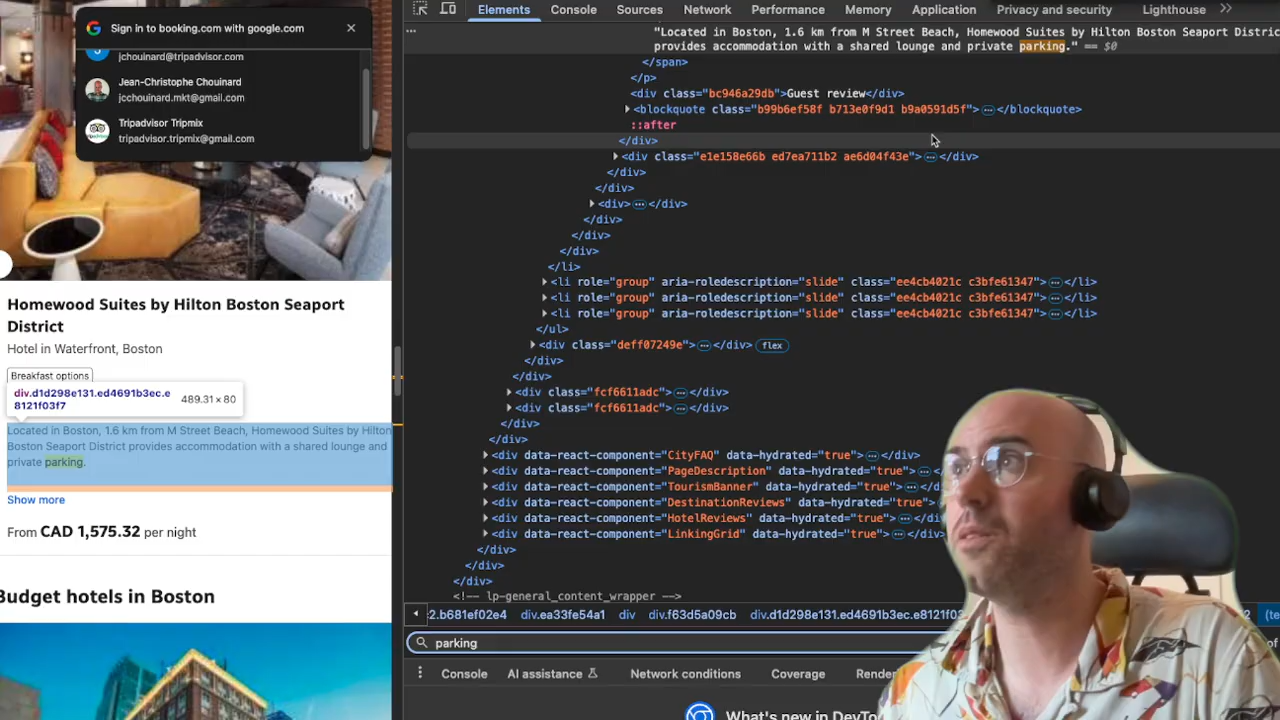 Sign in to booking.com with google.com
jchouinard@tripadvisor.com
Jean-Christophe Chouinard
jcchouinard.mkt@gmail.com
Tripadvisor Tripmix
tripadvisor.tripmix@gmail.com
Homewood Suites by Hilton Boston Seaport
District
Hotel in Waterfront, Boston
Breakfast options
div.d1d298e131.ed4691b3ec.e
8121f03f7
489.31 × 80
Located in Boston, 1.6 km from M Street Beach, Homewood Suites by Hilton
Boston Seaport District provides accommodation with a shared lounge and
private parking.
Show more
From CAD 1,575.32 per night
Budget hotels in Boston
Elements Console Sources Network Performance Memory Application Privacy and security Lighthouse
"Located in Boston, 1.6 km from M Street Beach, Homewood Suites by Hilton Boston Seaport
provides accommodation with a shared lounge and private parking." == $0
</span>
</p>
<div class="bc946a29db">Guest review</div>
<blockquote class="b99b6ef58f b713e0f9d1 b9a0591d5f"> … </blockquote>
::after
</div>
<div class="e1e158e66b ed7ea711b2 ae6d04f43e"> … </div>
</div>
</div>
<div> … </div>
</div>
</div>
</div>
</li>
<li role="group" aria-roledescription="slide" class="ee4cb4021c c3bfe61347"> … </li>
<li role="group" aria-roledescription="slide" class="ee4cb4021c c3bfe61347"> … </li>
<li role="group" aria-roledescription="slide" class="ee4cb4021c c3bfe61347"> … </li>
</ul>
<div class="deff07249e"> … </div> flex
</div>
</div>
<div class="fcf6611adc"> … </div>
<div class="fcf6611adc"> … </div>
</div>
</div>
<div data-react-component="CityFAQ" data-hydrated="true"> … </div>
<div data-react-component="PageDescription" data-hydrated="true"> … </
<div data-react-component="TourismBanner" data-hydrated="true"> … </di
<div data-react-component="DestinationReviews" data-hydrated="true">
<div data-react-component="HotelReviews" data-hydrated="true"> … </di
<div data-react-component="LinkingGrid" data-hydrated="true"> … </div
</div>
</div>
</div>
<!-- lp-general_content_wrapper -->
2.b681ef02e4 div.ea33fe54a1 div div.f63d5a09cb div.d1d298e131.ed4691b3ec.e8121f03
parking
of
Console AI assistance Network conditions Coverage Render
What's new in DevTo